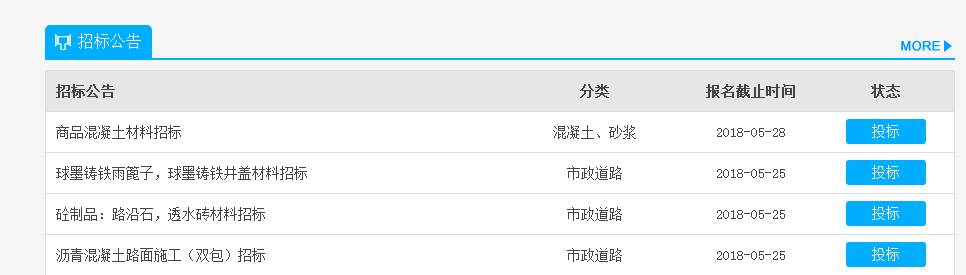 招标公告
MORE
招标公告 分类 报名截止时间 状态
商品混凝土材料招标 混凝土、砂浆 2018-05-28 投标
球墨铸铁雨篦子，球墨铸铁井盖材料招标 市政道路 2018-05-25 投标
砼制品：路沿石，透水砖材料招标 市政道路 2018-05-25 投标
沥青混凝土路面施工（双包）招标 市政道路 2018-05-25 投标